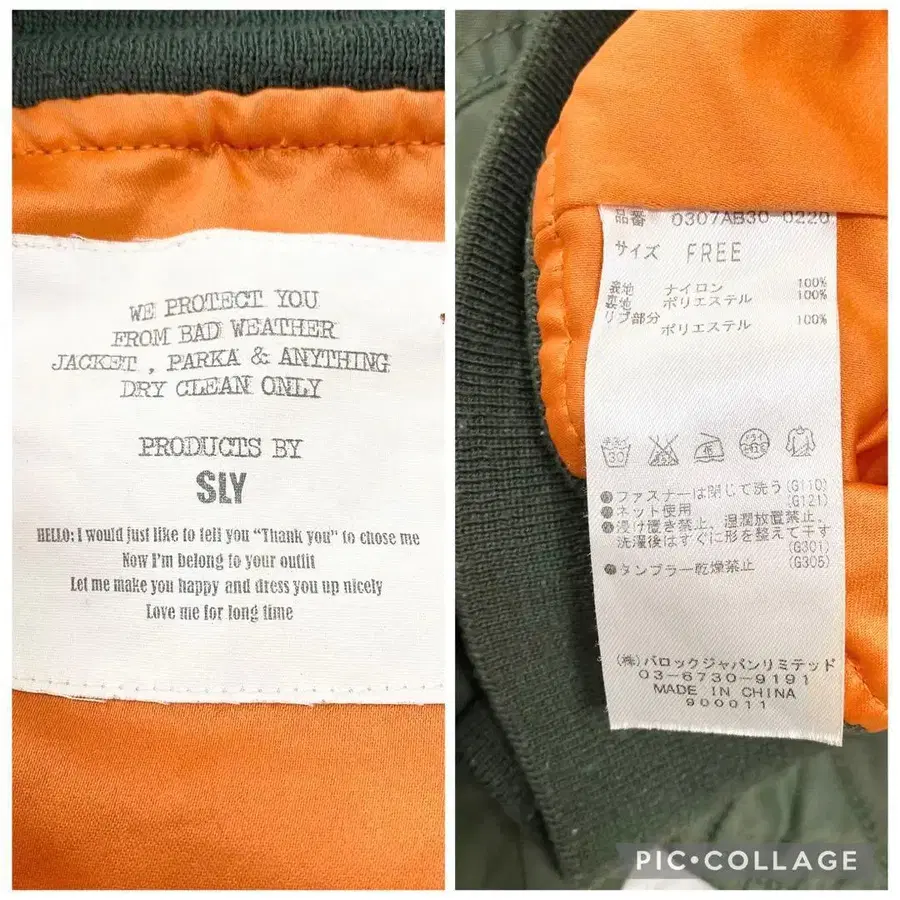 WE PROTECT YOU
FROM BAD WEATHER
JACKET , PARKA & ANYTHING
DRY CLEAN ONLY
PRODUCTS BY
SLY
HELLO: I would just like to tell you “Thank you” to chose me
Now I'm belong to your outfit
Let me make you happy and dress you up nicely
Love me for long time
品番 0307AB30-0220
サイズ FREE
表地 ナイロン 100%
裏地 ポリエステル 100%
リブ部分
ポリエステル 100%
30
●ファスナーは閉じて洗う(G110)
●ネット使用 (G121)
●浸け置き禁止、湿潤放置禁止、
洗濯後はすぐに形を整えて干す
(G301)
●タンブラー乾燥禁止 (G305)
(株)バロックジャパンリミテッド
03-6730-9191
MADE IN CHINA
900011
PIC•COLLAGE